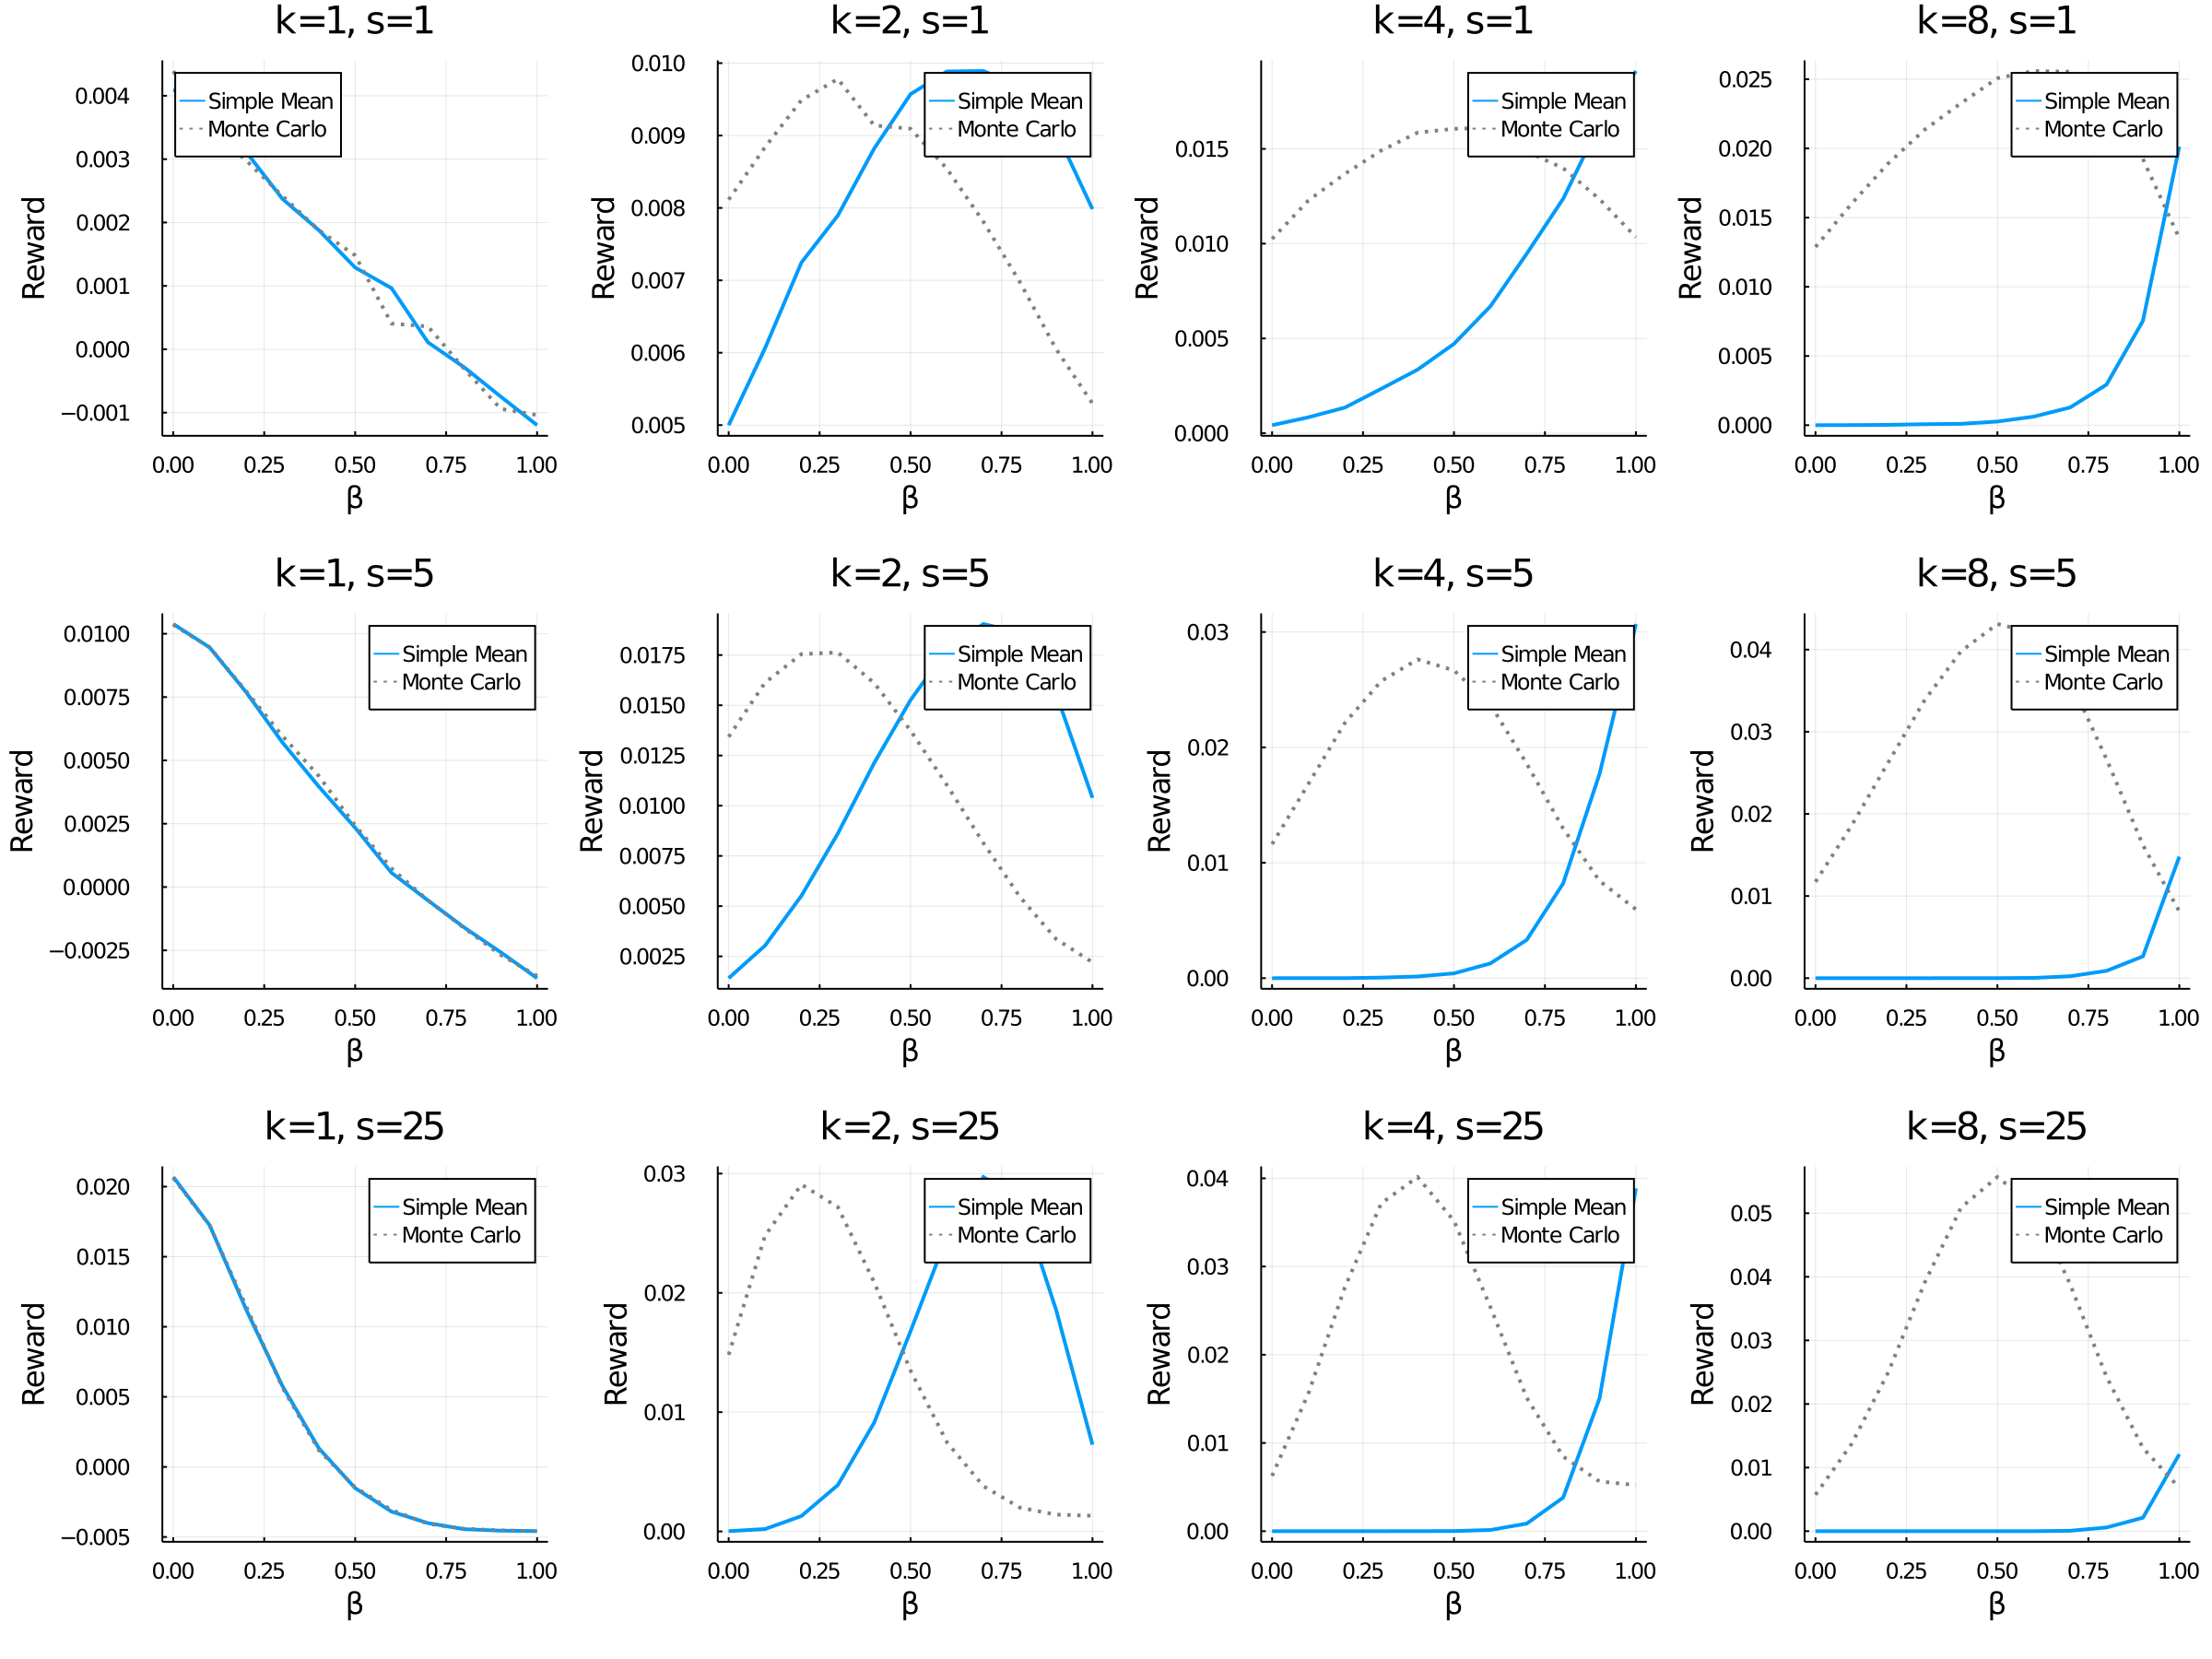 k=1, s=1
k=2, s=1
k=4, s=1
k=8, s=1
Reward
0.004
0.003
0.002
0.001
0.000
−0.001
Simple Mean
Monte Carlo
0.00 0.25 0.50 0.75 1.00
β
Reward
0.010
0.009
0.008
0.007
0.006
0.005
Simple Mean
Monte Carlo
0.00 0.25 0.50 0.75 1.00
β
Reward
0.015
0.010
0.005
0.000
Simple Mean
Monte Carlo
0.00 0.25 0.50 0.75 1.00
β
Reward
0.025
0.020
0.015
0.010
0.005
0.000
Simple Mean
Monte Carlo
0.00 0.25 0.50 0.75 1.00
β
k=1, s=5
k=2, s=5
k=4, s=5
k=8, s=5
Reward
0.0100
0.0075
0.0050
0.0025
0.0000
−0.0025
Simple Mean
Monte Carlo
0.00 0.25 0.50 0.75 1.00
β
Reward
0.0175
0.0150
0.0125
0.0100
0.0075
0.0050
0.0025
Simple Mean
Monte Carlo
0.00 0.25 0.50 0.75 1.00
β
Reward
0.03
0.02
0.01
0.00
Simple Mean
Monte Carlo
0.00 0.25 0.50 0.75 1.00
β
Reward
0.04
0.03
0.02
0.01
0.00
Simple Mean
Monte Carlo
0.00 0.25 0.50 0.75 1.00
β
k=1, s=25
k=2, s=25
k=4, s=25
k=8, s=25
Reward
0.020
0.015
0.010
0.005
0.000
−0.005
Simple Mean
Monte Carlo
0.00 0.25 0.50 0.75 1.00
β
Reward
0.03
0.02
0.01
0.00
Simple Mean
Monte Carlo
0.00 0.25 0.50 0.75 1.00
β
Reward
0.04
0.03
0.02
0.01
0.00
Simple Mean
Monte Carlo
0.00 0.25 0.50 0.75 1.00
β
Reward
0.05
0.04
0.03
0.02
0.01
0.00
Simple Mean
Monte Carlo
0.00 0.25 0.50 0.75 1.00
β